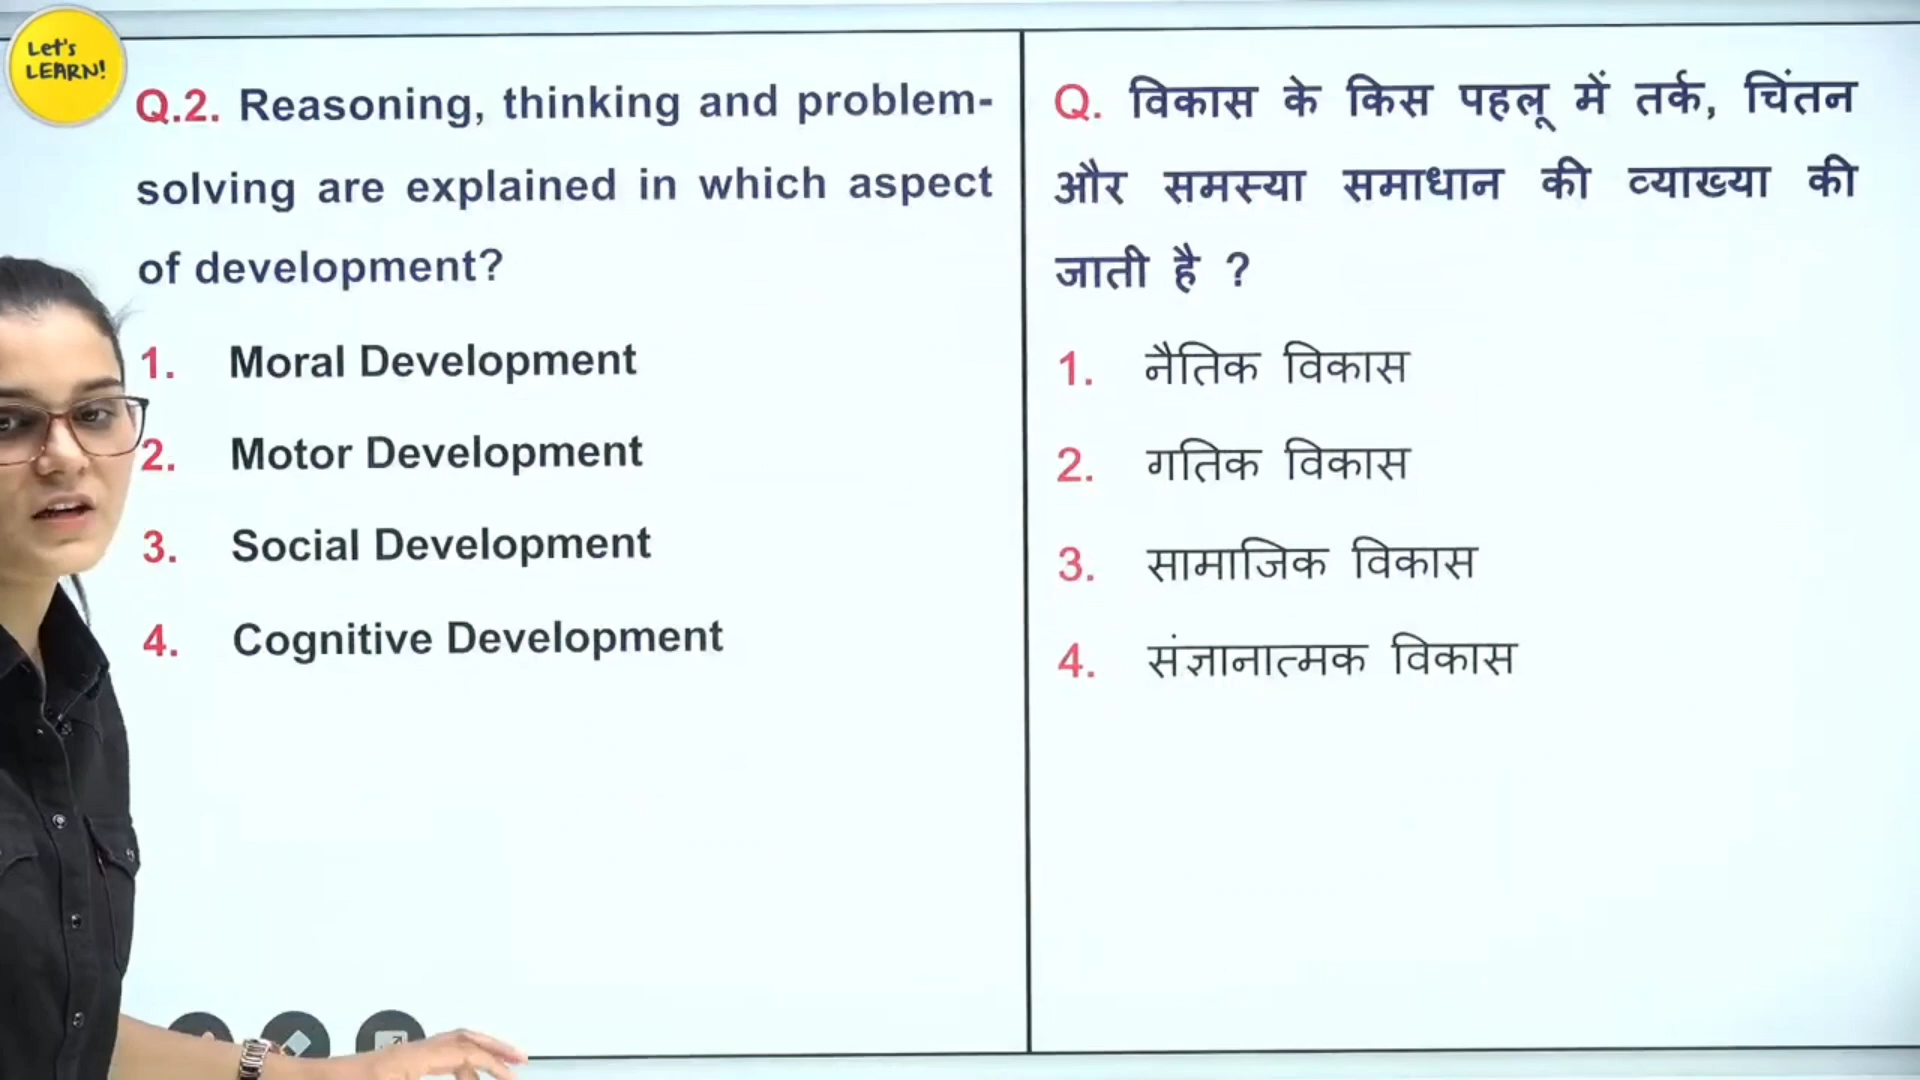 Let's
LEARN!
Q.2. Reasoning, thinking and problem-
solving are explained in which aspect
of development?
1. Moral Development
2. Motor Development
3. Social Development
4. Cognitive Development
Q. विकास के किस पहलू में तर्क, चिंतन
और समस्या समाधान की व्याख्या की
जाती है ?
1. नैतिक विकास
2. गतिक विकास
3. सामाजिक विकास
4. संज्ञानात्मक विकास